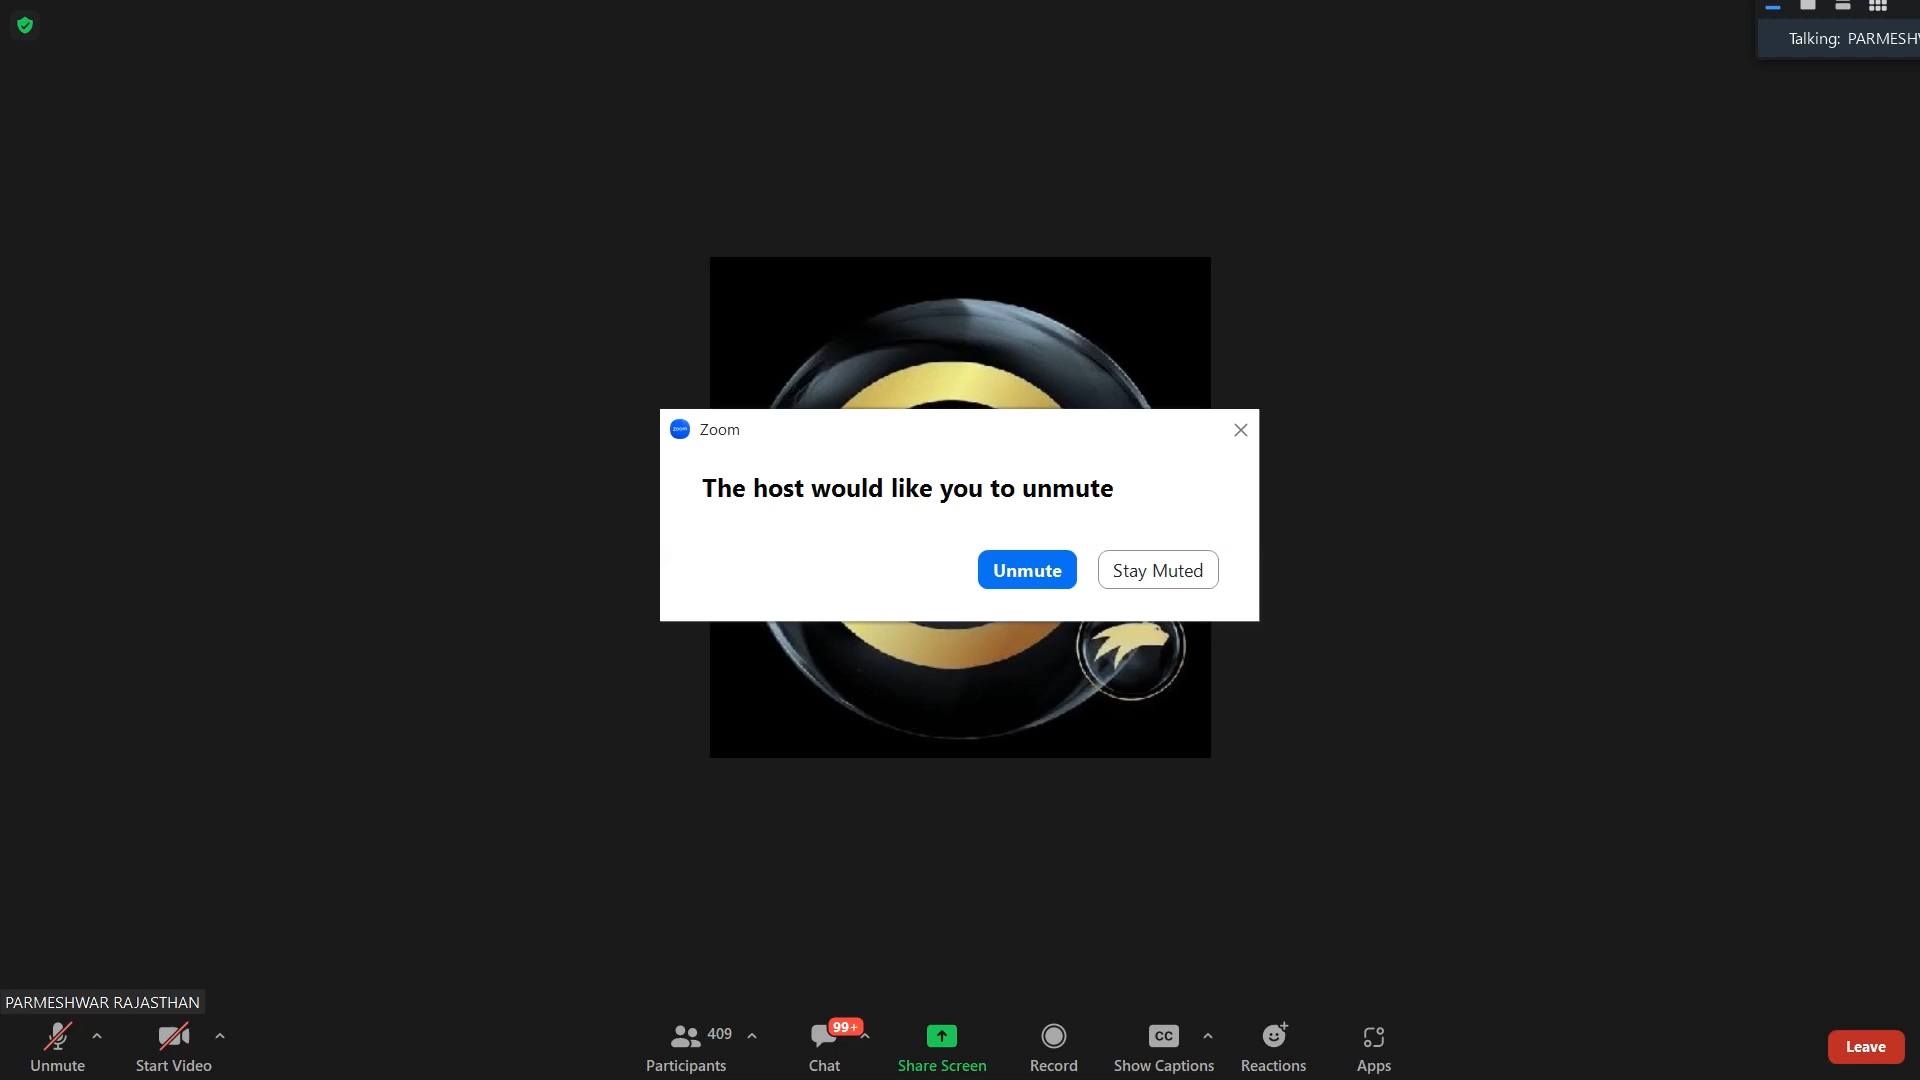 Talking: PARMESHW
zoom
Zoom
The host would like you to unmute
Unmute
Stay Muted
PARMESHWAR RAJASTHAN
409
99+
CC
Unmute
Start Video
Participants
Chat
Share Screen
Record
Show Captions
Reactions
Apps
Leave